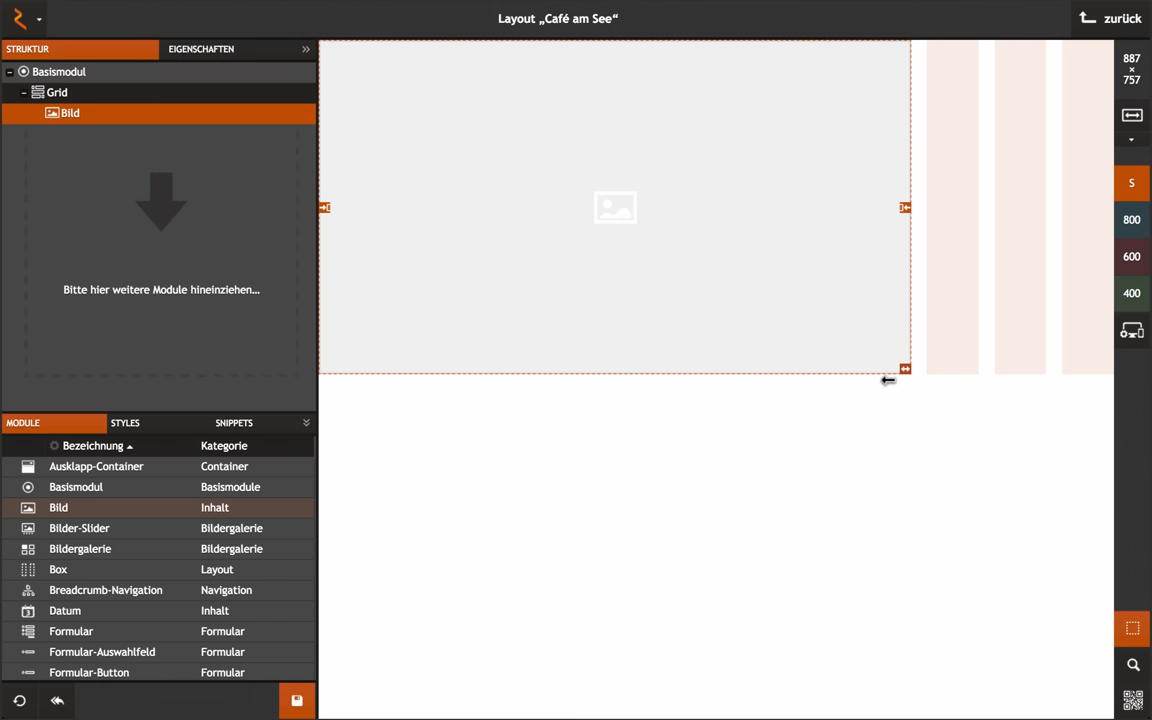 Layout „Café am See“
zurück
STRUKTUR
EIGENSCHAFTEN
Basismodul
Grid
Bild
Bitte hier weitere Module hineinziehen...
MODULE
STYLES
SNIPPETS
Bezeichnung
Kategorie
Ausklapp-Container
Container
Basismodul
Basismodule
Bild
Inhalt
Bilder-Slider
Bildergalerie
Bildergalerie
Bildergalerie
Box
Layout
Breadcrumb-Navigation
Navigation
Datum
Inhalt
Formular
Formular
Formular-Auswahlfeld
Formular
Formular-Button
Formular
887
×
757
S
800
600
400